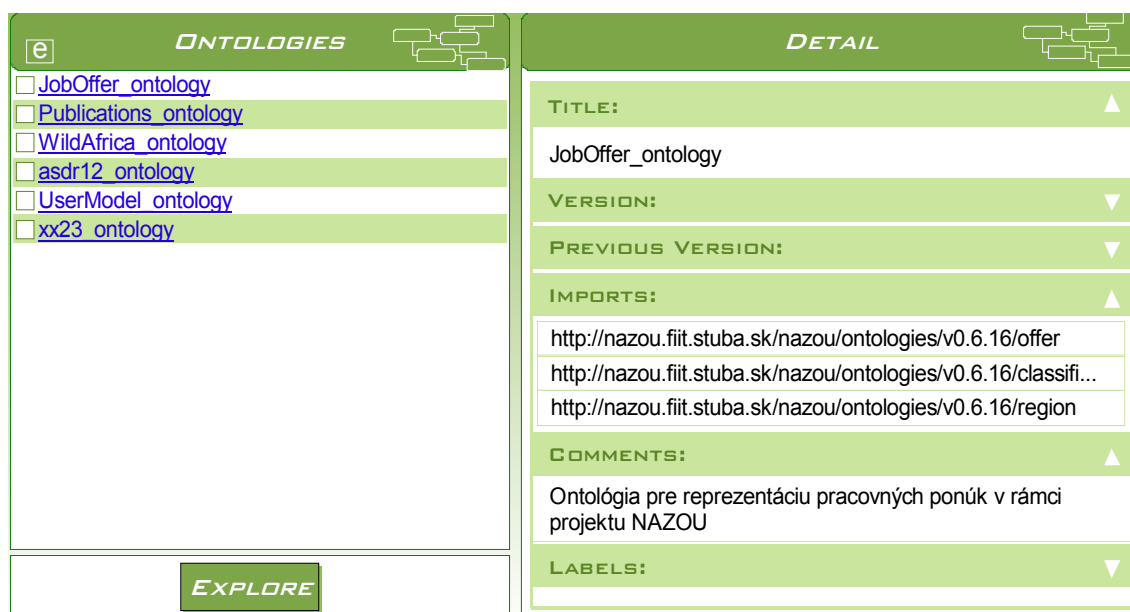 e
ONTOLOGIES
JobOffer_ontology
Publications_ontology
WildAfrica_ontology
asdr12_ontology
UserModel_ontology
xx23_ontology
EXPLORE
DETAIL
TITLE:
JobOffer_ontology
VERSION:
PREVIOUS VERSION:
IMPORTS:
http://nazou.fiit.stuba.sk/nazou/ontologies/v0.6.16/offer
http://nazou.fiit.stuba.sk/nazou/ontologies/v0.6.16/classifi...
http://nazou.fiit.stuba.sk/nazou/ontologies/v0.6.16/region
COMMENTS:
Ontológia pre reprezentáciu pracovných ponúk v rámci
projektu NAZOU
LABELS: